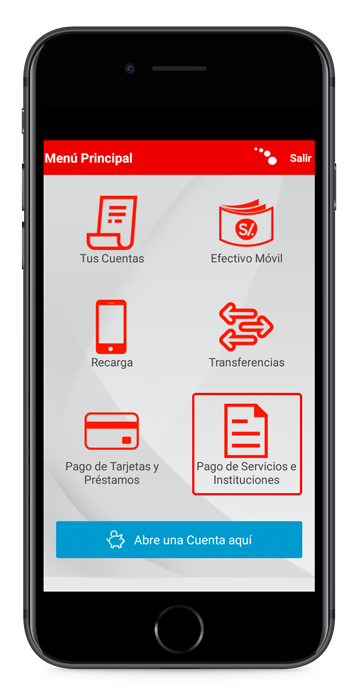 Menú Principal
Salir
Tus Cuentas
S/.
Efectivo Móvil
Recarga
Transferencias
Pago de Tarjetas y
Préstamos
Pago de Servicios e
Instituciones
Abre una Cuenta aquí